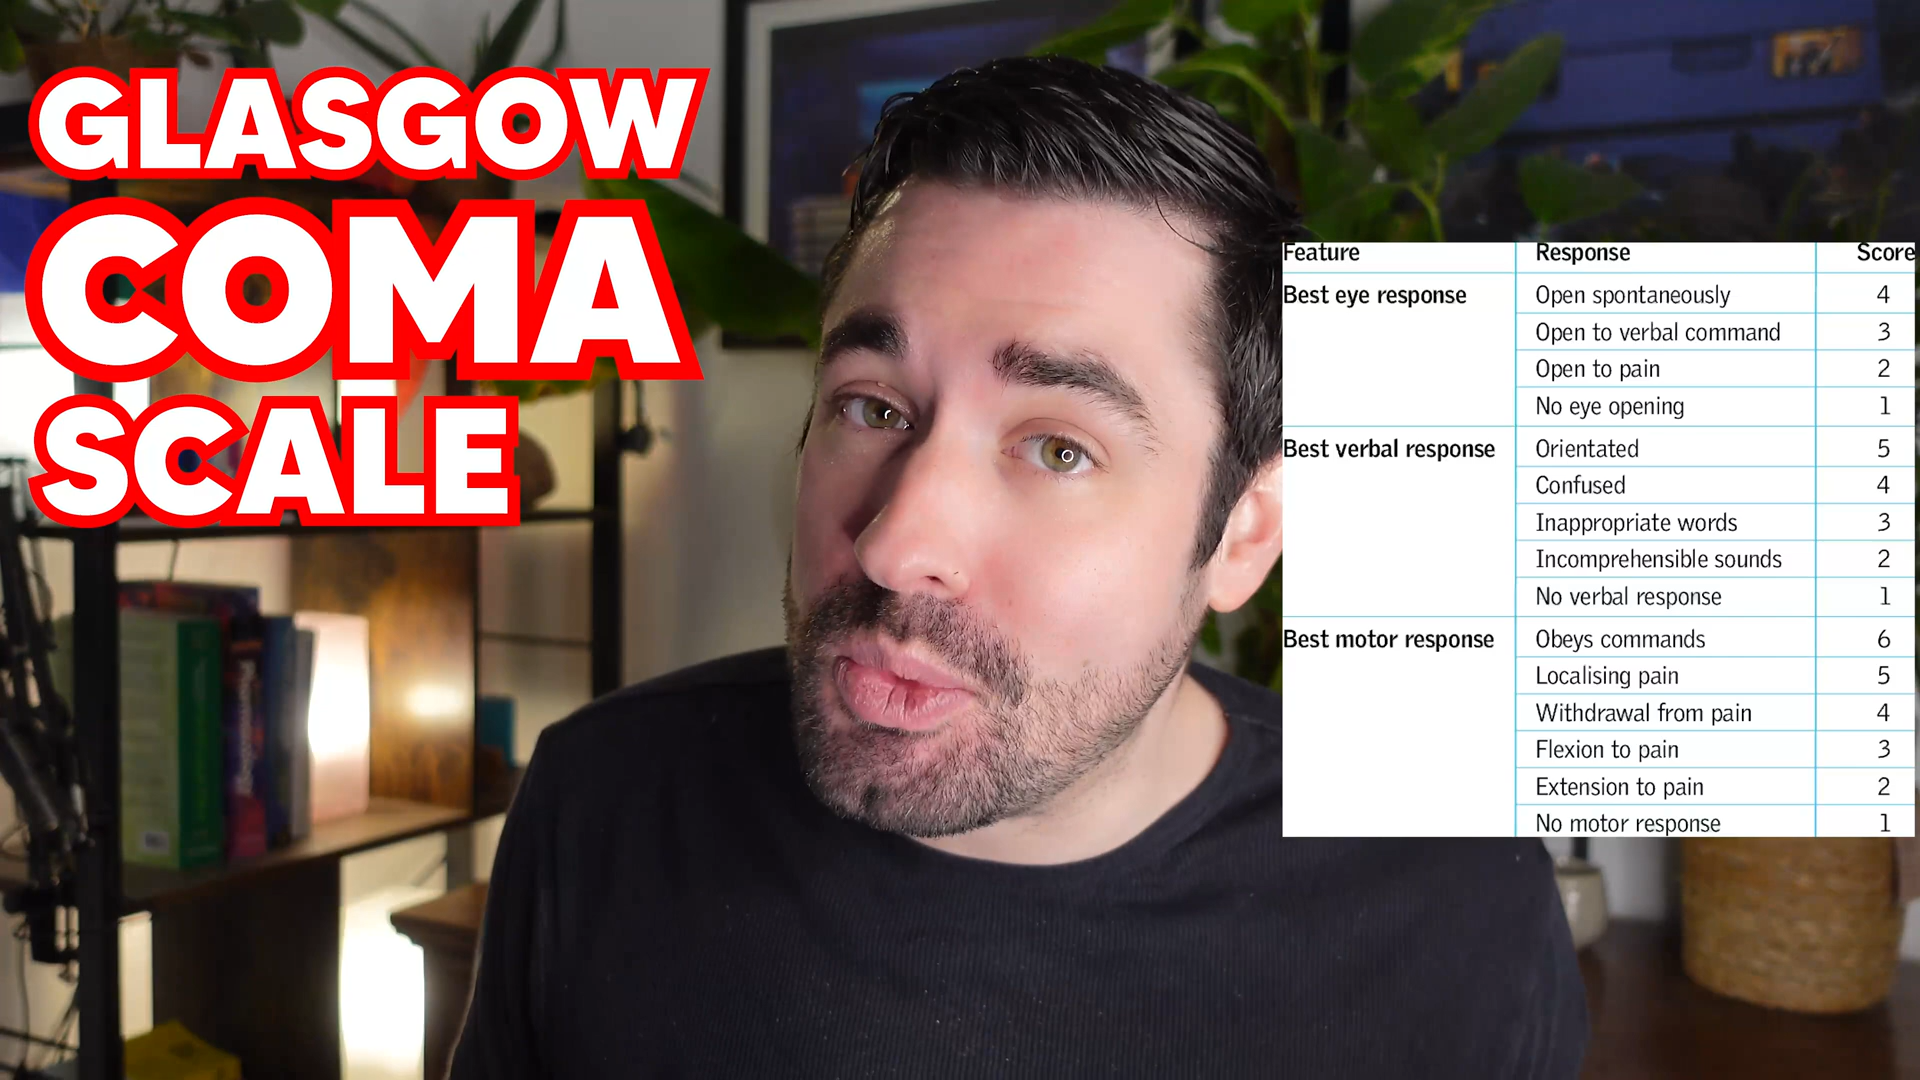 GLASGOW
COMA
SCALE
Feature Response Score
Best eye response Open spontaneously 4
Open to verbal command 3
Open to pain 2
No eye opening 1
Best verbal response Orientated 5
Confused 4
Inappropriate words 3
Incomprehensible sounds 2
No verbal response 1
Best motor response Obeys commands 6
Localising pain 5
Withdrawal from pain 4
Flexion to pain 3
Extension to pain 2
No motor response 1